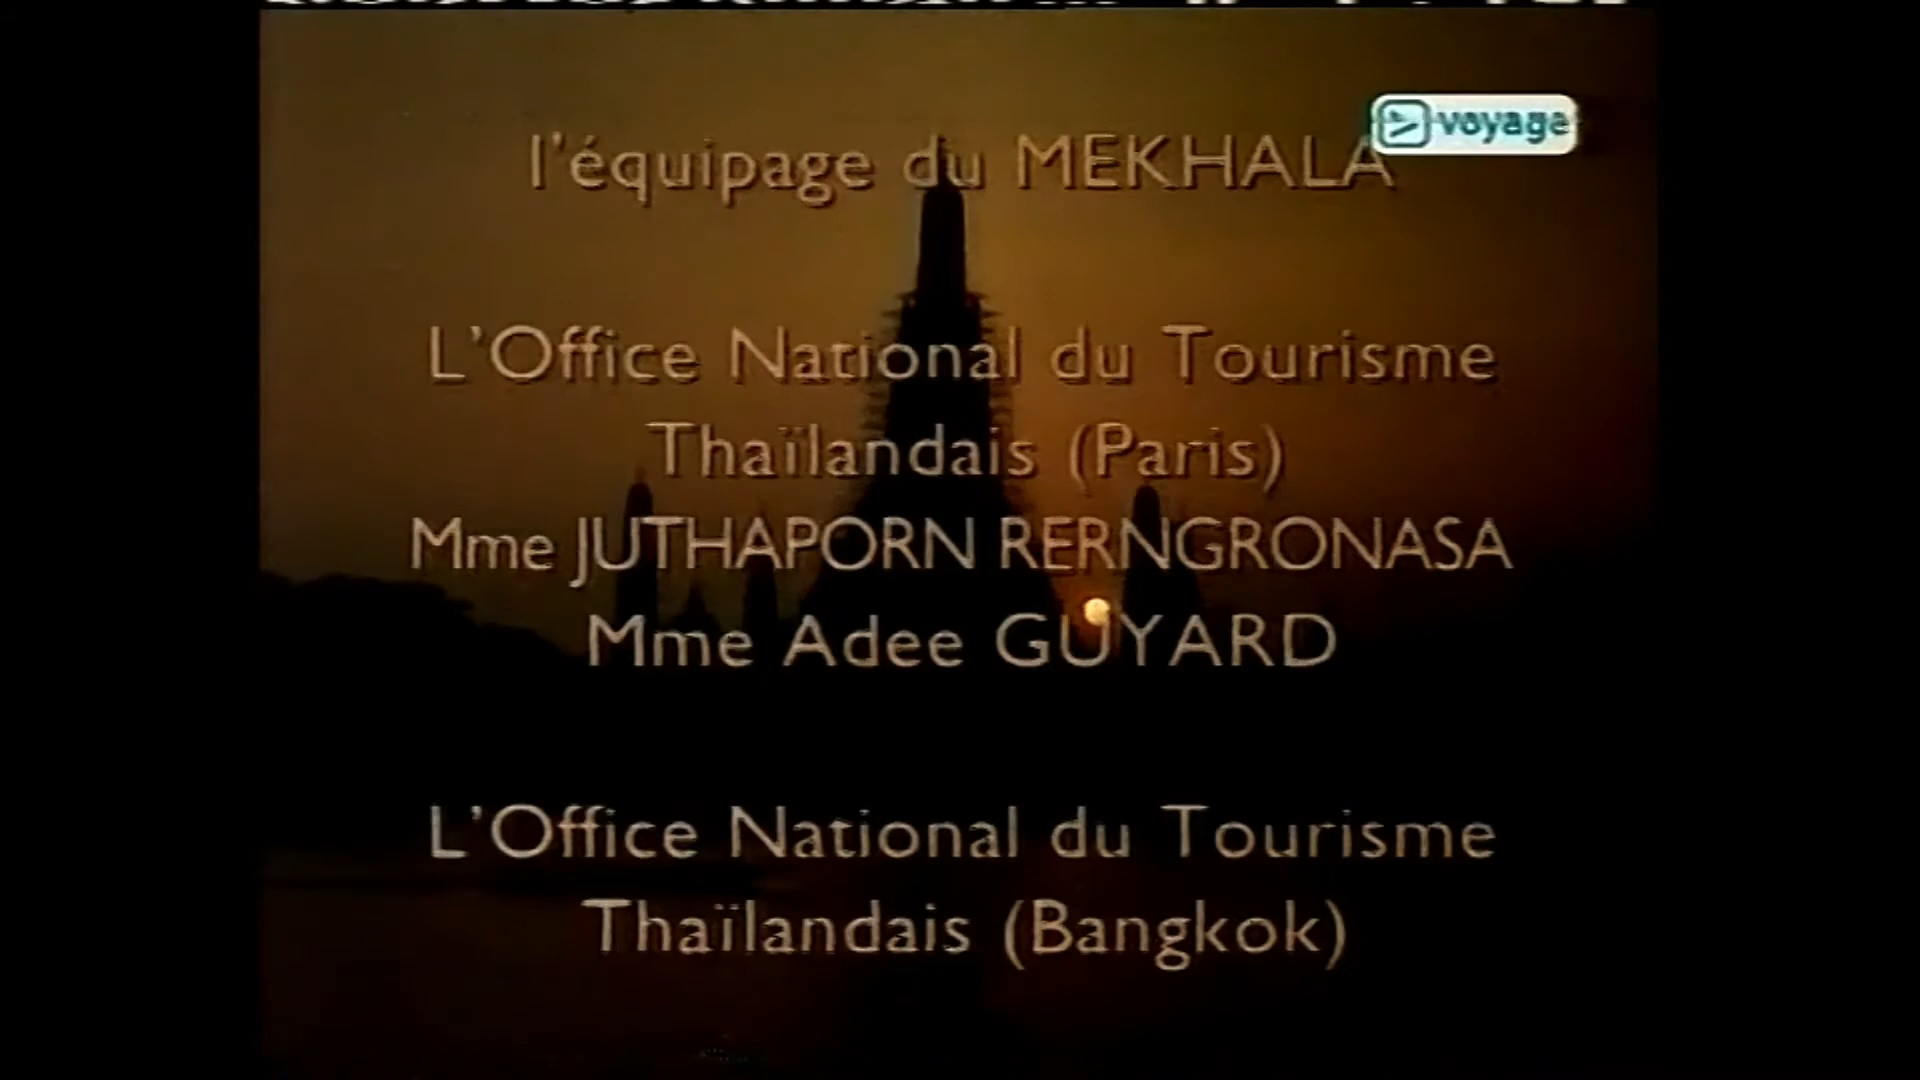 voyage
l'équipage du MEKHALA
L'Office National du Tourisme
Thaïlandais (Paris)
Mme JUTHAPORN RERNGRONASA
Mme Adee GUYARD
L'Office National du Tourisme
Thaïlandais (Bangkok)